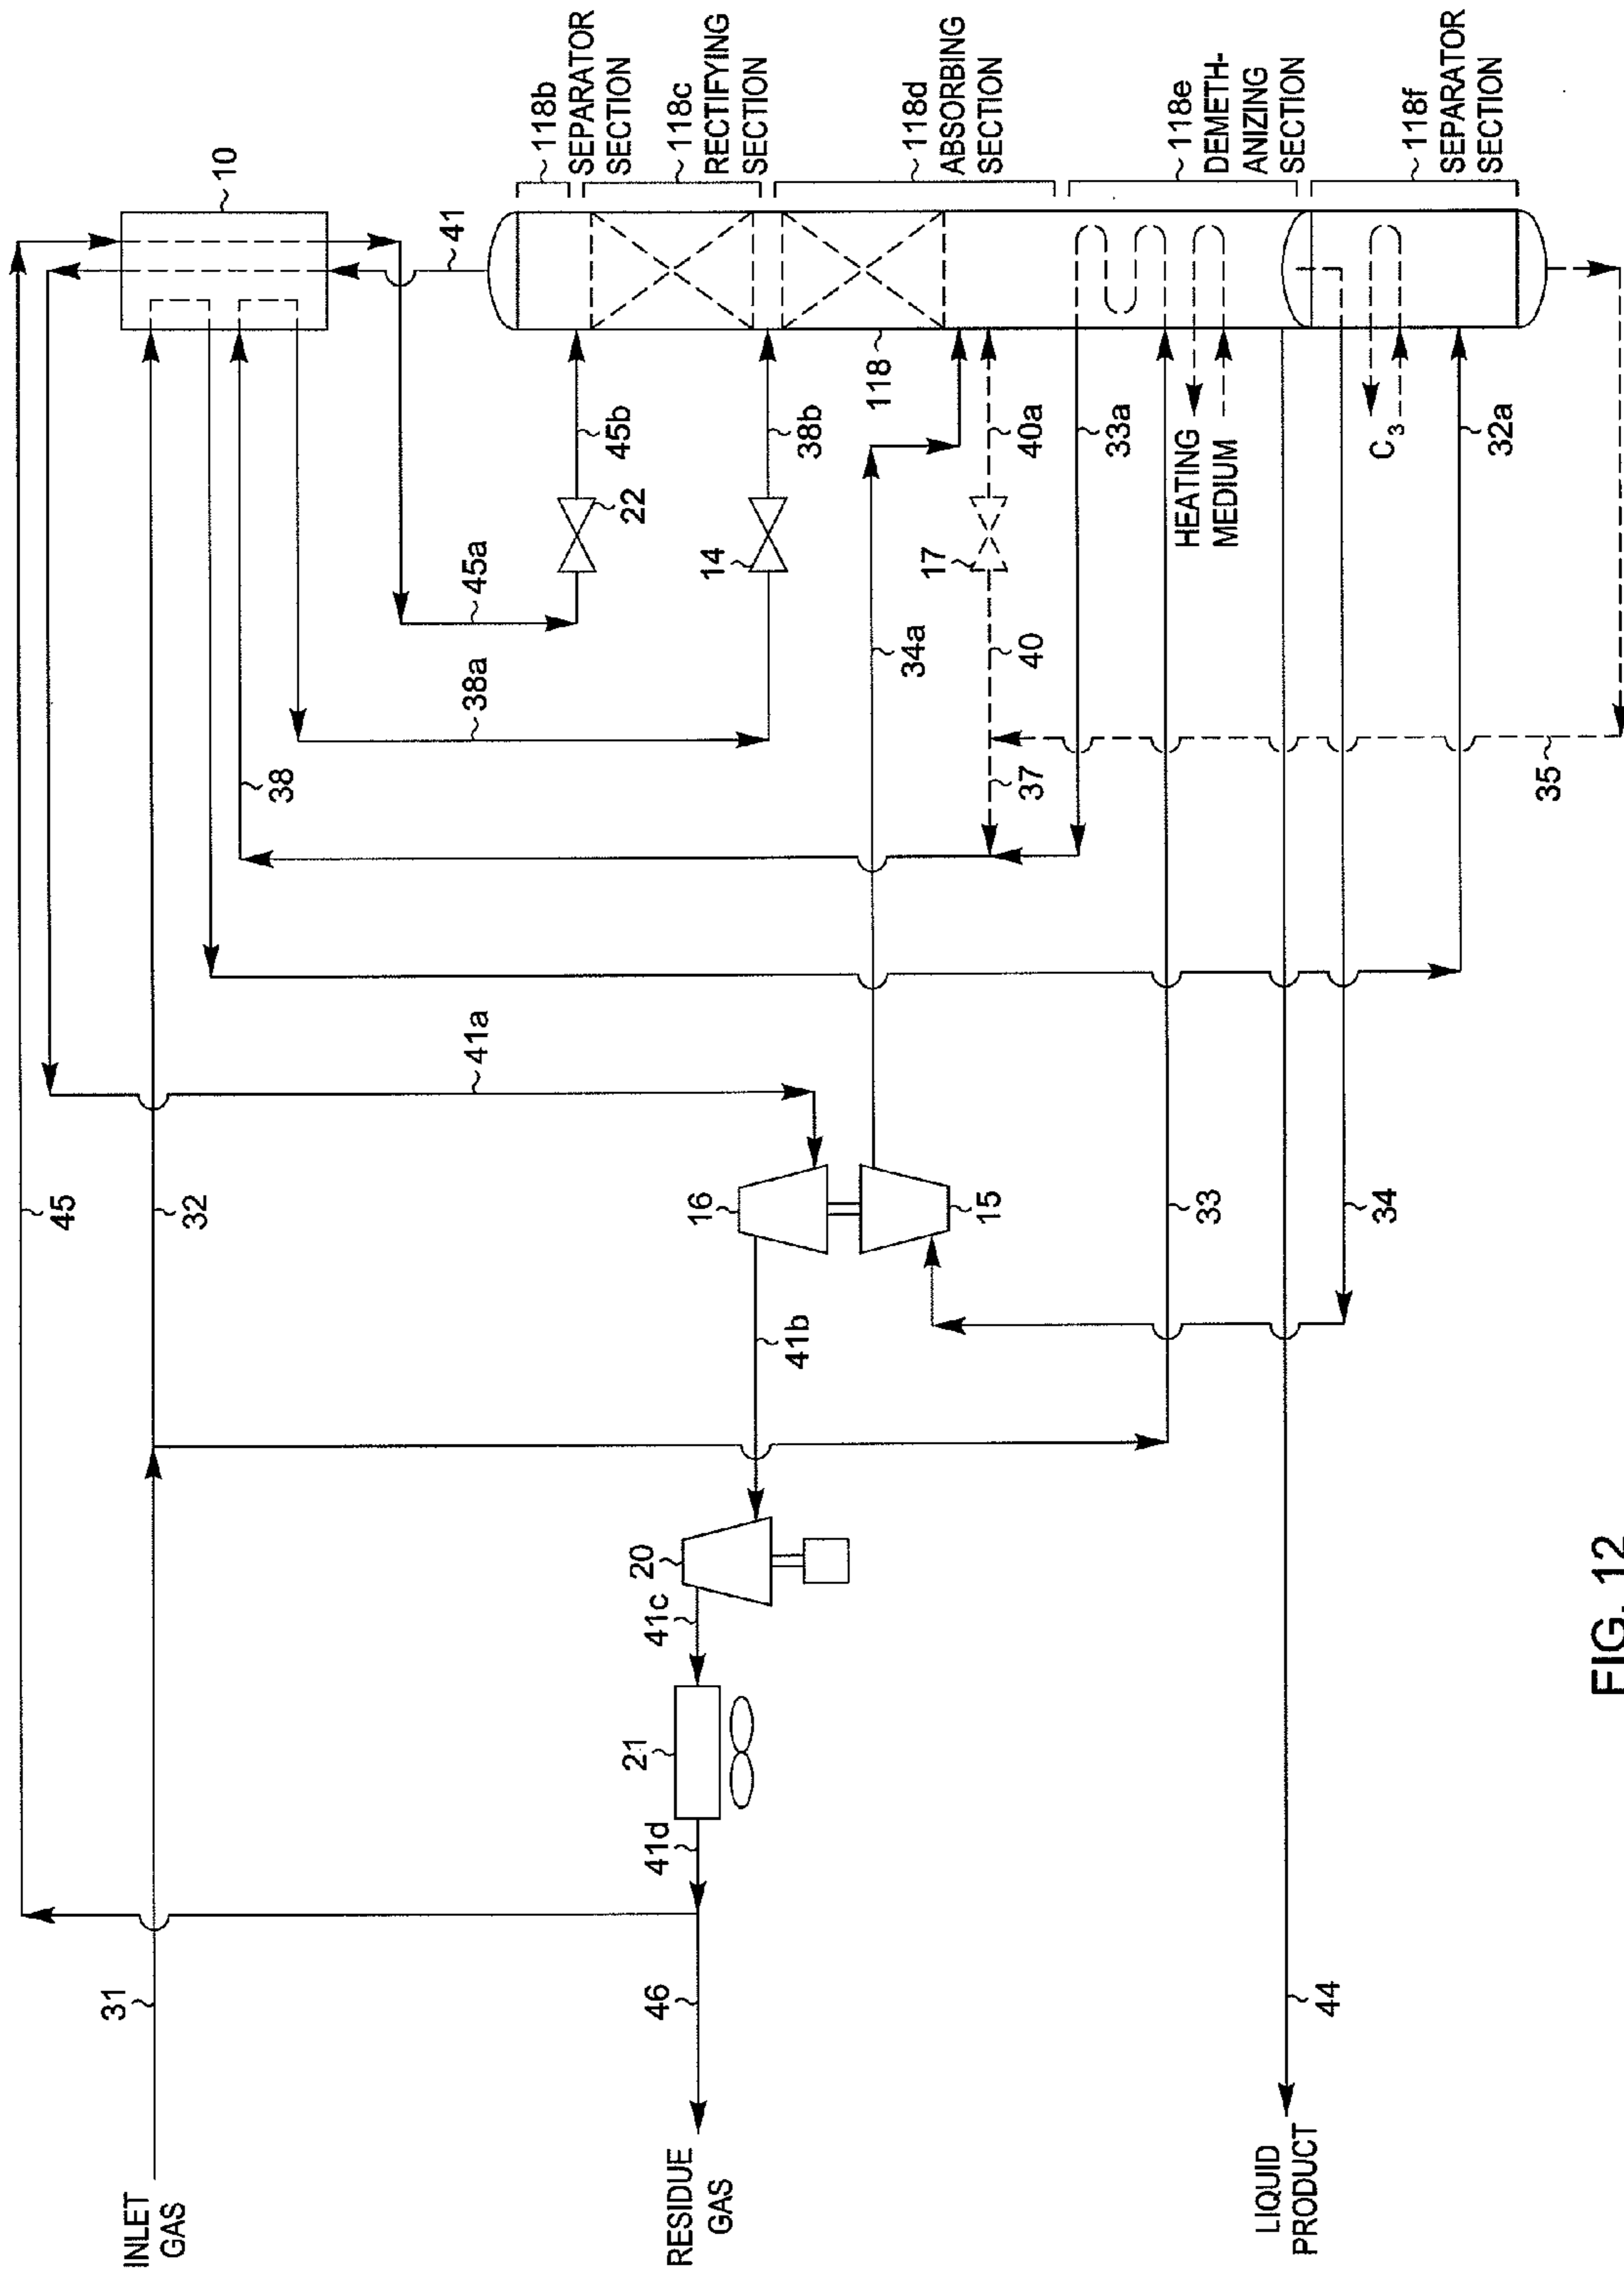 10
118b
SEPARATOR
SECTION
118c
RECTIFYING
SECTION
118d
ABSORBING
SECTION
118e
DEMETH-
ANIZING
SECTION
118f
SEPARATOR
SECTION
41
45b
22
45a
38b
14
38a
118
34a
40a
17
40
37
38
33a
HEATING
MEDIUM
C3
32a
35
41a
45
32
16
15
33
34
41b
20
41c
21
41d
31
46
44
INLET
GAS
RESIDUE
GAS
LIQUID
PRODUCT
FIG. 12